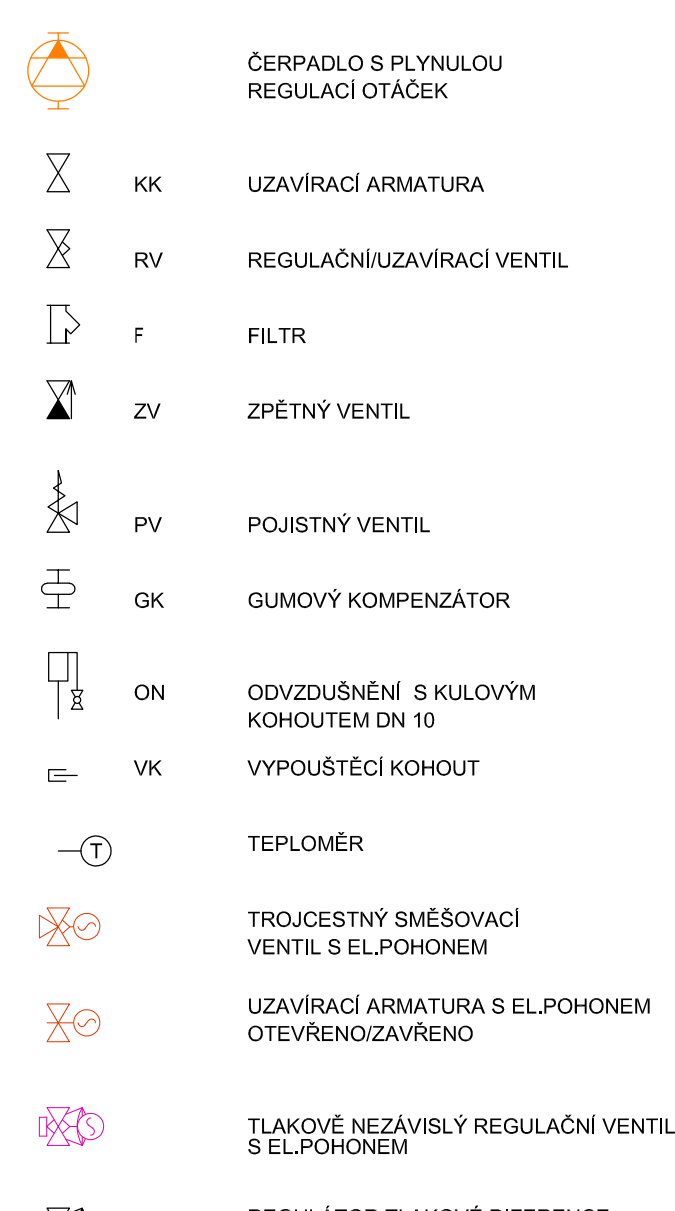 ČERPADLO S PLYNULOU
REGULACÍ OTÁČEK
KK UZAVÍRACÍ ARMATURA
RV REGULAČNÍ/UZAVÍRACÍ VENTIL
F FILTR
ZV ZPĚTNÝ VENTIL
PV POJISTNÝ VENTIL
GK GUMOVÝ KOMPENZÁTOR
ON ODVZDUŠNĚNÍ S KULOVÝM
KOHOUTEM DN 10
VK VYPOUŠTĚCÍ KOHOUT
T TEPLOMĚR
TROJCESTNÝ SMĚŠOVACÍ
VENTIL S EL.POHONEM
UZAVÍRACÍ ARMATURA S EL.POHONEM
OTEVŘENO/ZAVŘENO
TLAKOVĚ NEZÁVISLÝ REGULAČNÍ VENTIL
S EL.POHONEM